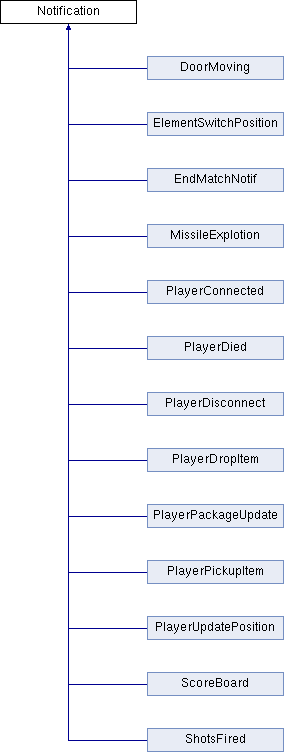 Notification
DoorMoving
ElementSwitchPosition
EndMatchNotif
MissileExplotion
PlayerConnected
PlayerDied
PlayerDisconnect
PlayerDropItem
PlayerPackageUpdate
PlayerPickupItem
PlayerUpdatePosition
ScoreBoard
ShotsFired